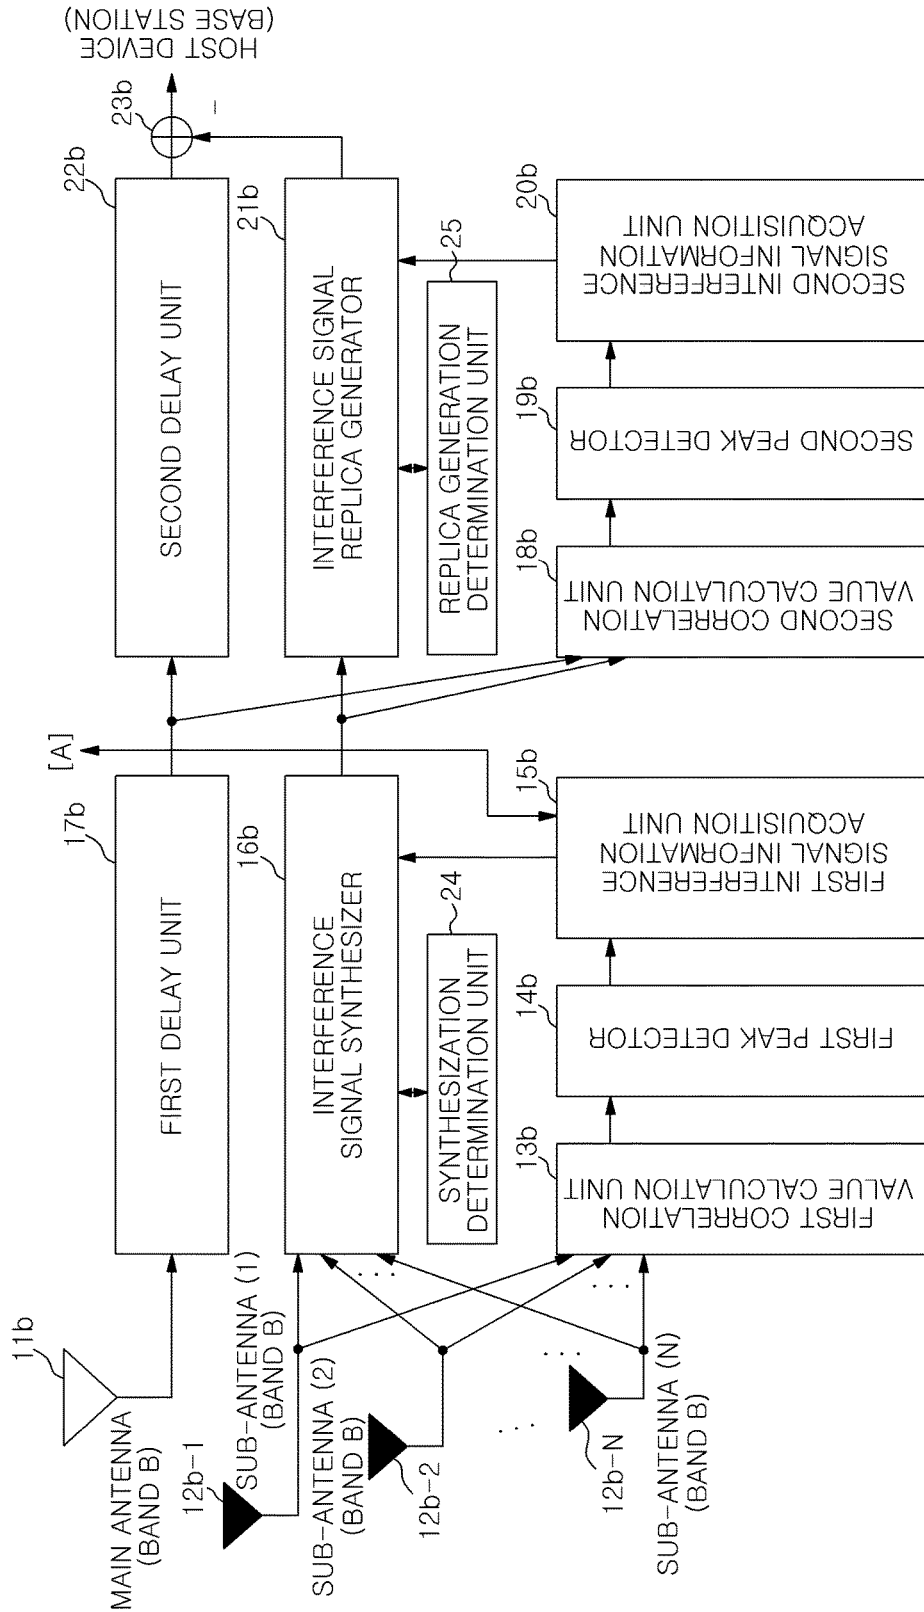 MAIN ANTENNA
(BAND B)
11b
FIRST DELAY UNIT
17b
SECOND DELAY UNIT
22b
23b
HOST DEVICE
(BASE STATION)
−
[A]
12b-1
SUB-ANTENNA (1)
(BAND B)
INTERFERENCE
SIGNAL SYNTHESIZER
16b
INTERFERENCE SIGNAL
REPLICA GENERATOR
21b
SUB-ANTENNA (2)
(BAND B)
12b-2
SYNTHESIZATION
DETERMINATION UNIT
24
REPLICA GENERATION
DETERMINATION UNIT
25
. . .
. . .
. . .
. . .
12b-N
SUB-ANTENNA (N)
(BAND B)
FIRST CORRELATION
VALUE CALCULATION UNIT
13b
FIRST PEAK DETECTOR
14b
FIRST INTERFERENCE
SIGNAL INFORMATION
ACQUISITION UNIT
15b
SECOND CORRELATION
VALUE CALCULATION UNIT
18b
SECOND PEAK DETECTOR
19b
SECOND INTERFERENCE
SIGNAL INFORMATION
ACQUISITION UNIT
20b